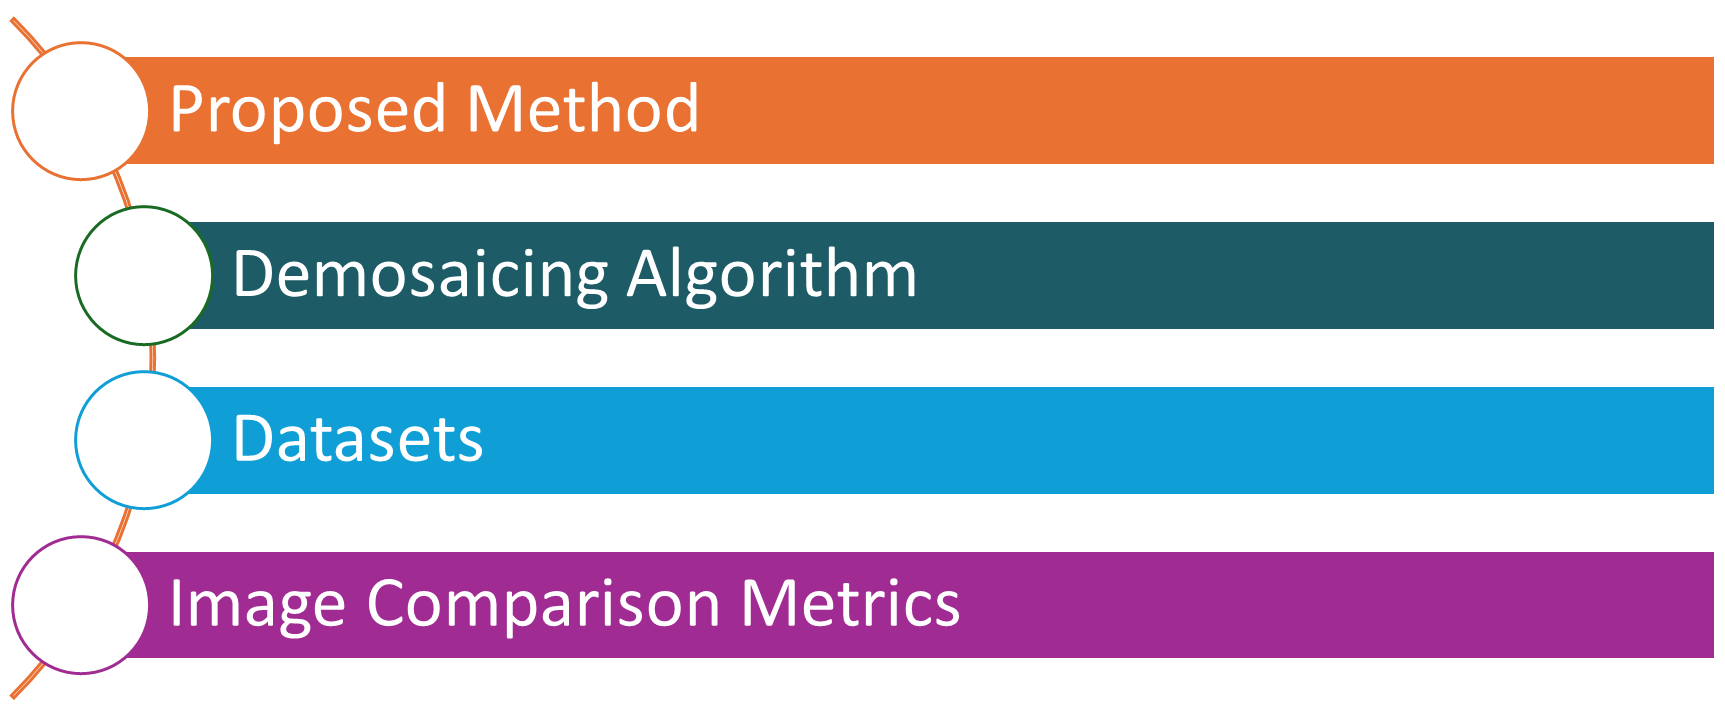 Proposed Method
Demosaicing Algorithm
Datasets
Image Comparison Metrics